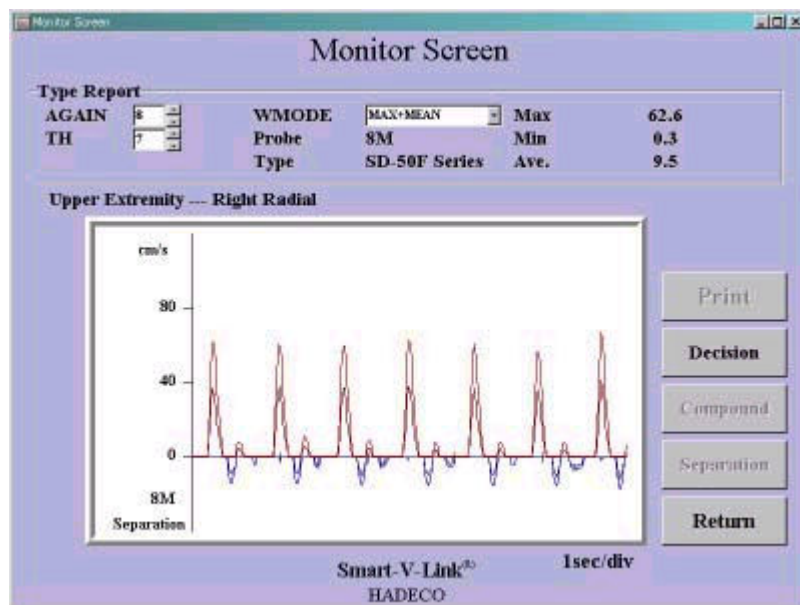 Monitor Screen
Monitor Screen
Type Report
AGAIN 8 WMODE MAX+MEAN Max 62.6
TH 7 Probe 8M Min 0.3
Type SD-50F Series Ave. 9.5
Upper Extremity --- Right Radial
cm/s
80
40
0
8M
Separation
Print
Decision
Compound
Separation
Return
Smart-V-Link(R) 1sec/div
HADECO